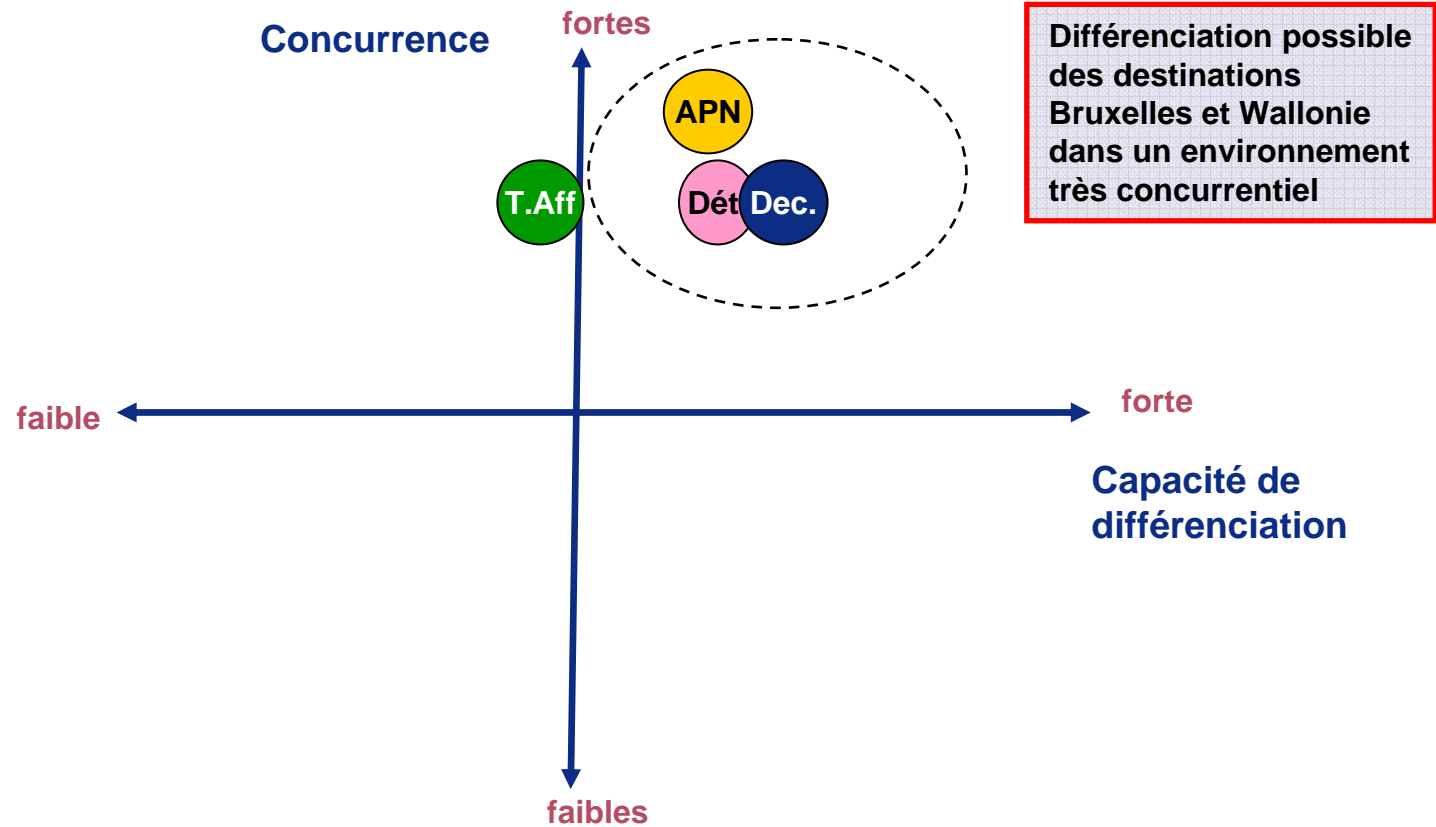 fortes
Concurrence
Différenciation possible
des destinations
Bruxelles et Wallonie
dans un environnement
très concurrentiel
APN
T.Aff
Dét
Dec.
faible
forte
Capacité de
différenciation
faibles